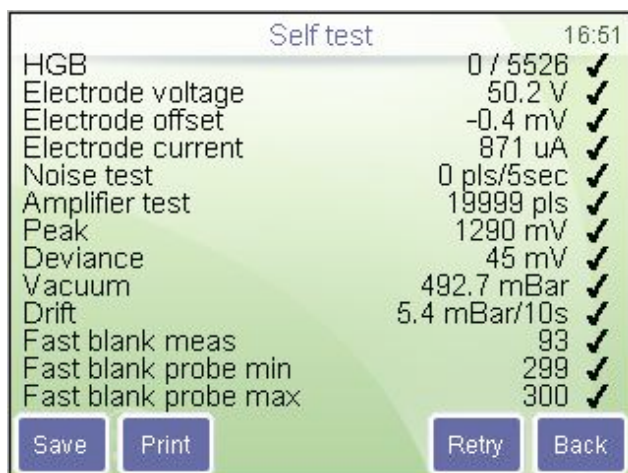 Self test 16:51
HGB 0 / 5526 ✓
Electrode voltage 50.2 V ✓
Electrode offset -0.4 mV ✓
Electrode current 871 uA ✓
Noise test 0 pls/5sec ✓
Amplifier test 19999 pls ✓
Peak 1290 mV ✓
Deviance 45 mV ✓
Vacuum 492.7 mBar ✓
Drift 5.4 mBar/10s ✓
Fast blank meas 93 ✓
Fast blank probe min 299 ✓
Fast blank probe max 300 ✓
Save Print Retry Back